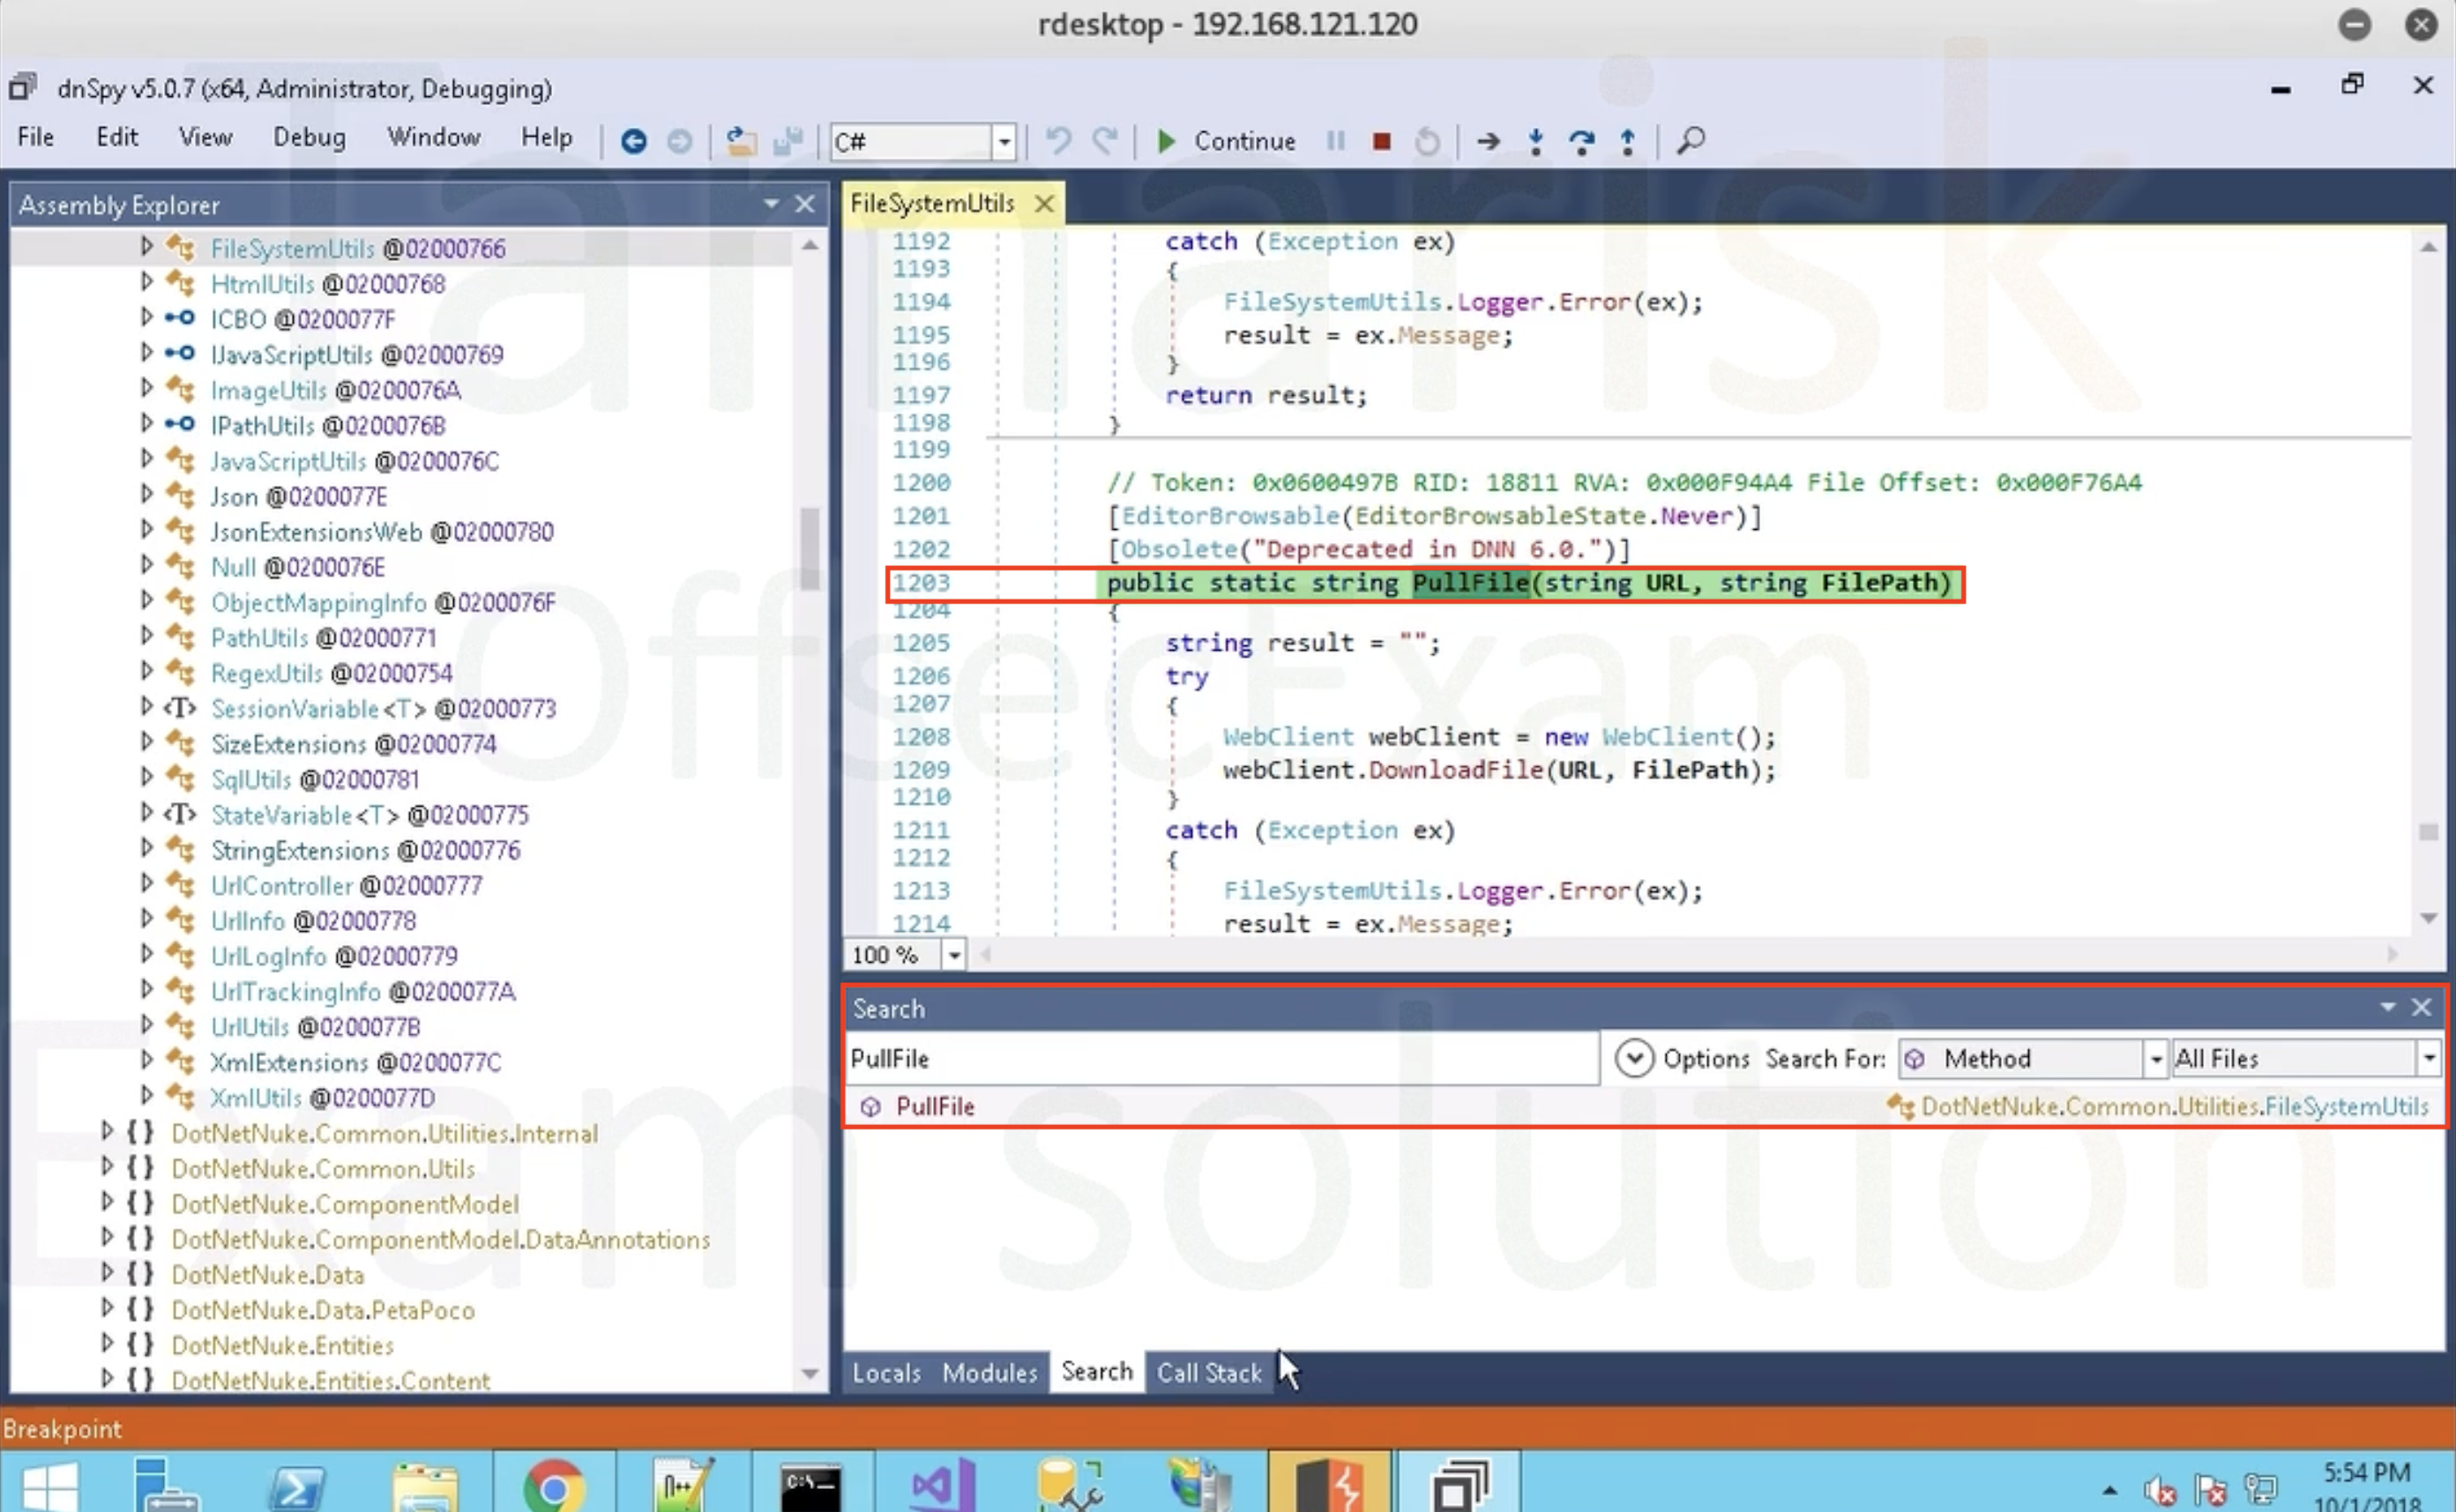 rdesktop - 192.168.121.120
dnSpy v5.0.7 (x64, Administrator, Debugging)
File Edit View Debug Window Help C# Continue
Assembly Explorer
FileSystemUtils @02000766
HtmlUtils @02000768
ICBO @0200077F
IJavaScriptUtils @02000769
ImageUtils @0200076A
IPathUtils @0200076B
JavaScriptUtils @0200076C
Json @0200077E
JsonExtensionsWeb @02000780
Null @0200076E
ObjectMappingInfo @0200076F
PathUtils @02000771
RegexUtils @02000754
<T> SessionVariable<T> @02000773
SizeExtensions @02000774
SqlUtils @02000781
<T> StateVariable<T> @02000775
StringExtensions @02000776
UrlController @02000777
UrlInfo @02000778
UrlLogInfo @02000779
UrlTrackingInfo @0200077A
UrlUtils @0200077B
XmlExtensions @0200077C
XmlUtils @0200077D
{} DotNetNuke.Common.Utilities.Internal
{} DotNetNuke.Common.Utils
{} DotNetNuke.ComponentModel
{} DotNetNuke.ComponentModel.DataAnnotations
{} DotNetNuke.Data
{} DotNetNuke.Data.PetaPoco
{} DotNetNuke.Entities
{} DotNetNuke.Entities.Content
FileSystemUtils
1192 catch (Exception ex)
1193 {
1194 FileSystemUtils.Logger.Error(ex);
1195 result = ex.Message;
1196 }
1197 return result;
1198 }
1199
1200 // Token: 0x0600497B RID: 18811 RVA: 0x000F94A4 File Offset: 0x000F76A4
1201 [EditorBrowsable(EditorBrowsableState.Never)]
1202 [Obsolete("Deprecated in DNN 6.0.")]
1203 public static string PullFile(string URL, string FilePath)
1204 {
1205 string result = "";
1206 try
1207 {
1208 WebClient webClient = new WebClient();
1209 webClient.DownloadFile(URL, FilePath);
1210 }
1211 catch (Exception ex)
1212 {
1213 FileSystemUtils.Logger.Error(ex);
1214 result = ex.Message;
100 %
Search
PullFile Options Search For: Method All Files
PullFile DotNetNuke.Common.Utilities.FileSystemUtils
Locals Modules Search Call Stack
Breakpoint
5:54 PM
10/1/2018
Tamarisk
OffsecExam
Exam solution